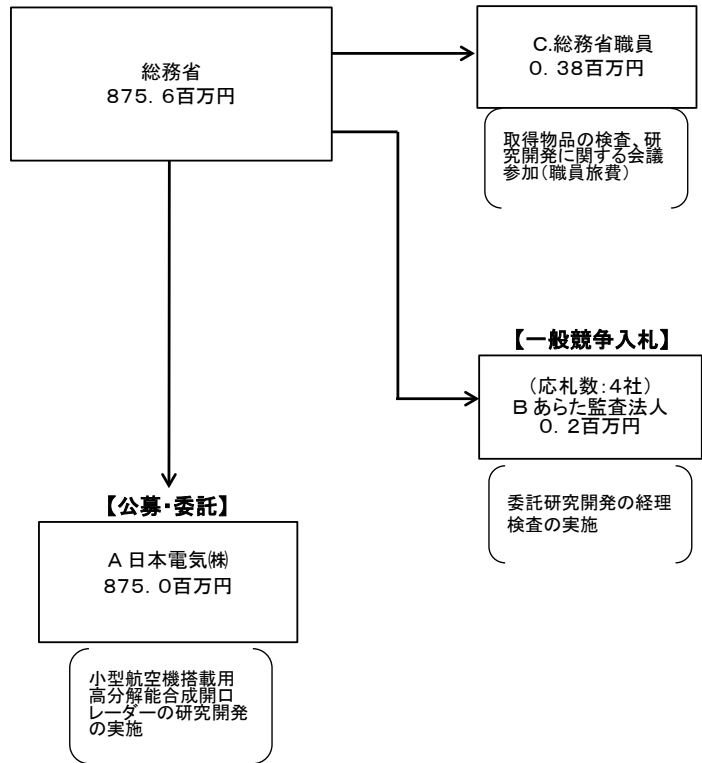 総務省
875．6百万円
C.総務省職員
0．38百万円
取得物品の検査、研
究開発に関する会議
参加（職員旅費）
【一般競争入札】
（応札数：4社）
B あらた監査法人
0．2百万円
委託研究開発の経理
検査の実施
【公募・委託】
A 日本電気㈱
875．0百万円
小型航空機搭載用
高分解能合成開口
レーダーの研究開発
の実施